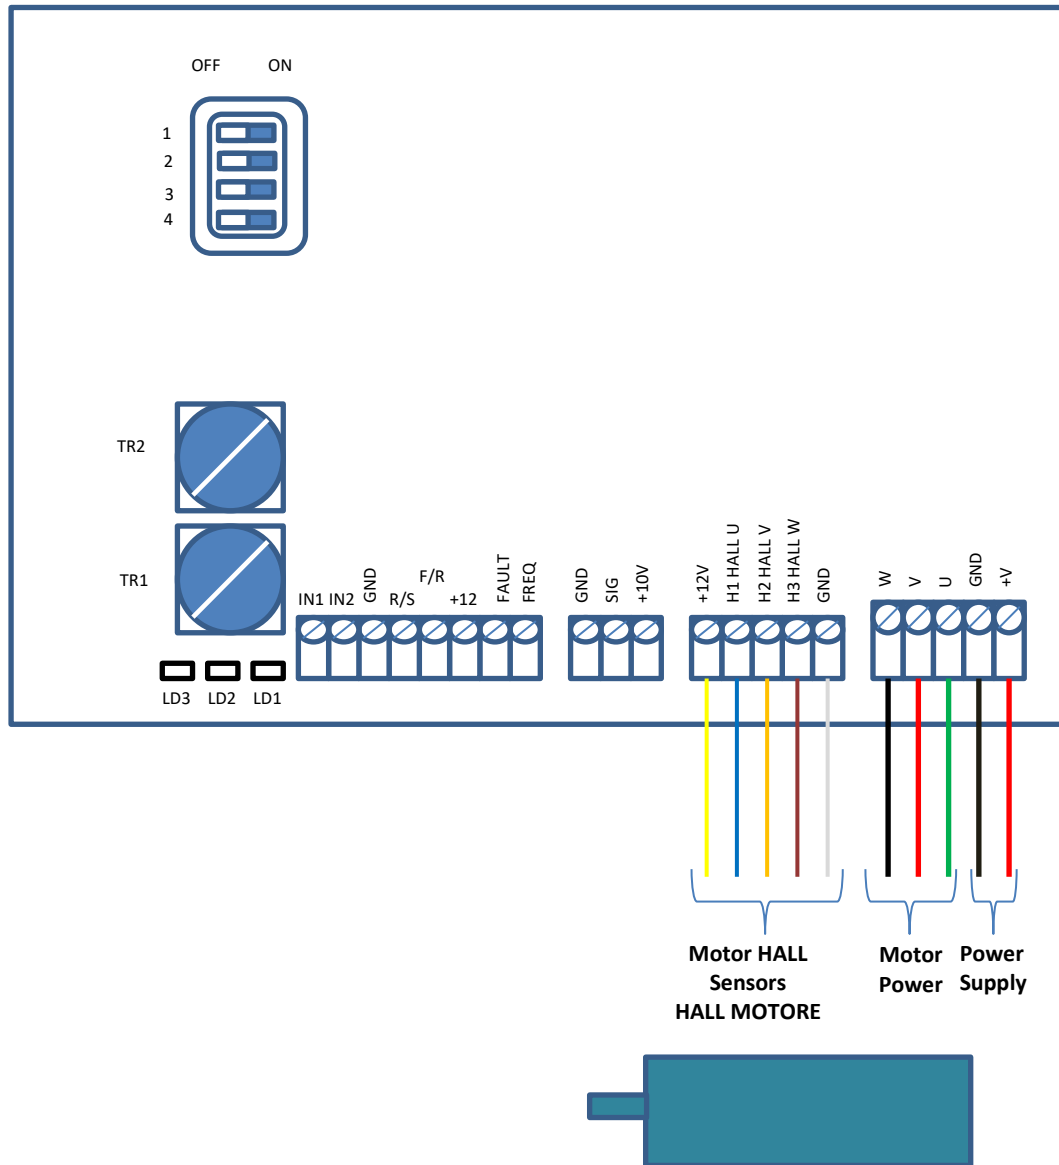 OFF ON
1
2
3
4
TR2
TR1
IN1 IN2 GND R/S F/R +12 FAULT FREQ
GND SIG +10V
+12V H1 HALL U H2 HALL V H3 HALL W GND
W V U GND +V
LD3 LD2 LD1
Motor HALL
Sensors
HALL MOTORE
Motor
Power
Power
Supply